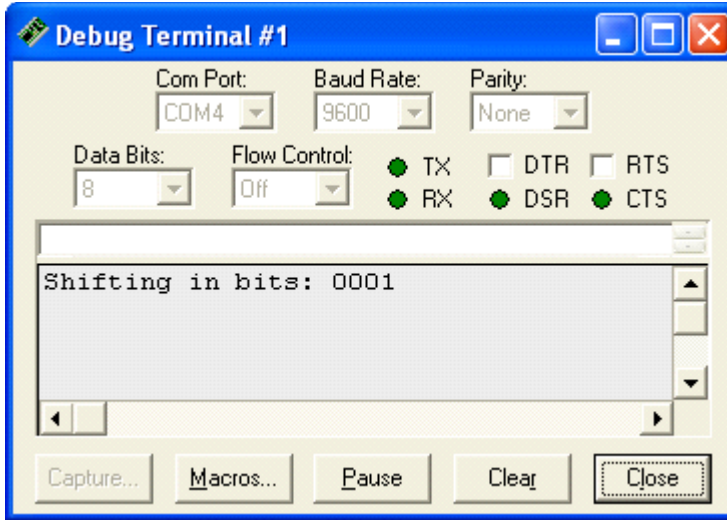 Debug Terminal #1
Com Port: Baud Rate: Parity:
COM4 9600 None
Data Bits: Flow Control: TX DTR RTS
8 Off RX DSR CTS
Shifting in bits: 0001
Capture... Macros... Pause Clear Close